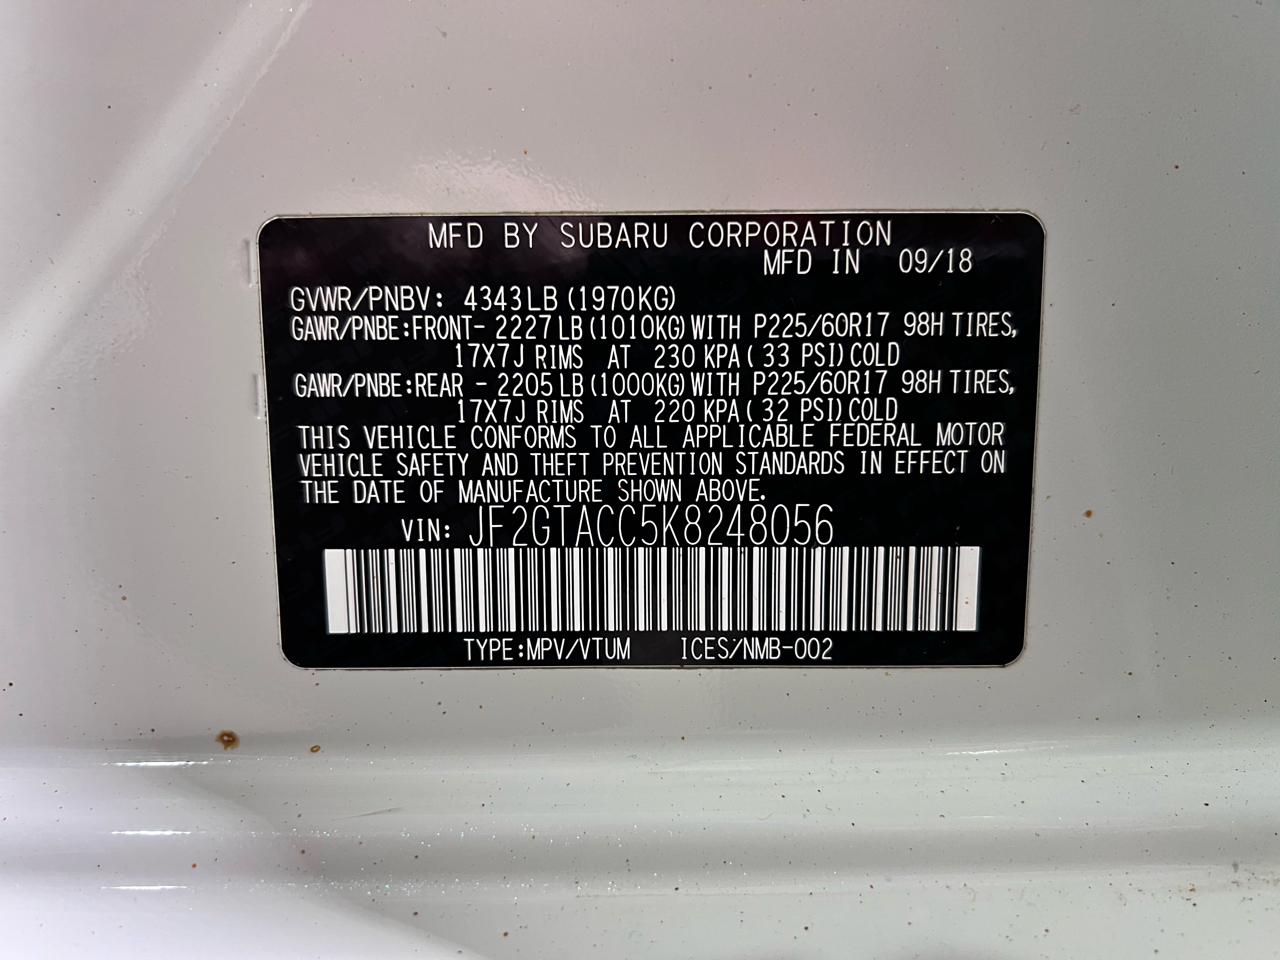 MFD BY SUBARU CORPORATION
MFD IN 09/18
GVWR/PNBV: 4343LB (1970KG)
GAWR/PNBE:FRONT- 2227LB (1010KG) WITH P225/60R17 98H TIRES,
17X7J RIMS AT 230 KPA ( 33 PSI) COLD
GAWR/PNBE:REAR - 2205LB (1000KG) WITH P225/60R17 98H TIRES,
17X7J RIMS AT 220 KPA ( 32 PSI) COLD
THIS VEHICLE CONFORMS TO ALL APPLICABLE FEDERAL MOTOR
VEHICLE SAFETY AND THEFT PREVENTION STANDARDS IN EFFECT ON
THE DATE OF MANUFACTURE SHOWN ABOVE.
VIN: JF2GTACC5K8248056
TYPE:MPV/VTUM ICES/NMB-002